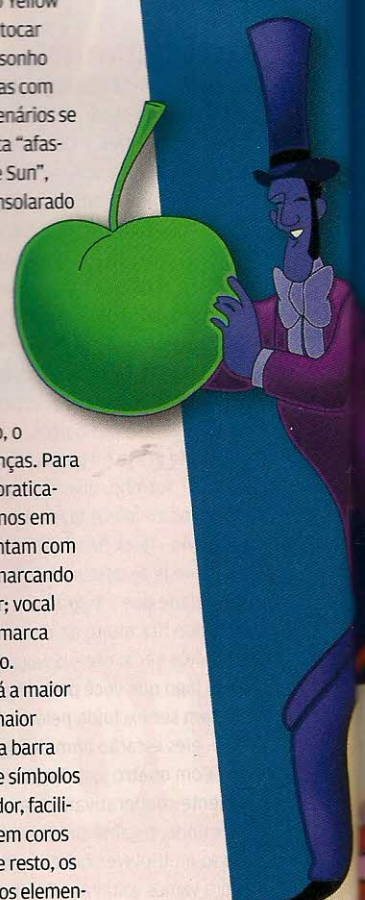 Yellow
tocar
sonho
as com
enários se
ca “afas-
e Sun”,
nsolarado
o, o
nças. Para
pratica-
nos em
ntam com
marcando
r; vocal
marca
o.
á a maior
naior
a barra
e símbolos
dor, facili-
em coros
e resto, os
os elemen-